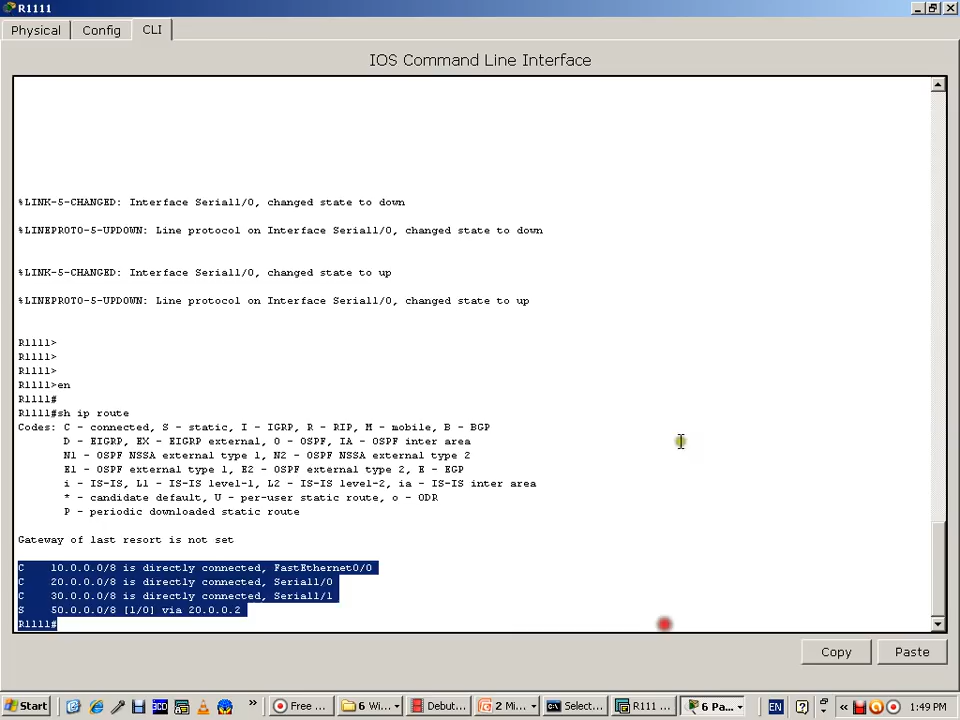 R1111
Physical Config CLI
IOS Command Line Interface
%LINK-5-CHANGED: Interface Serial1/0, changed state to down
%LINEPROTO-5-UPDOWN: Line protocol on Interface Serial1/0, changed state to down
%LINK-5-CHANGED: Interface Serial1/0, changed state to up
%LINEPROTO-5-UPDOWN: Line protocol on Interface Serial1/0, changed state to up
R1111>
R1111>
R1111>
R1111>en
R1111#
R1111#sh ip route
Codes: C - connected, S - static, I - IGRP, R - RIP, M - mobile, B - BGP
D - EIGRP, EX - EIGRP external, O - OSPF, IA - OSPF inter area
N1 - OSPF NSSA external type 1, N2 - OSPF NSSA external type 2
E1 - OSPF external type 1, E2 - OSPF external type 2, E - EGP
i - IS-IS, L1 - IS-IS level-1, L2 - IS-IS level-2, ia - IS-IS inter area
* - candidate default, U - per-user static route, o - ODR
P - periodic downloaded static route
Gateway of last resort is not set
C 10.0.0.0/8 is directly connected, FastEthernet0/0
C 20.0.0.0/8 is directly connected, Serial1/0
C 30.0.0.0/8 is directly connected, Serial1/1
S 50.0.0.0/8 [1/0] via 20.0.0.2
R1111#
Copy Paste
Start » Free ... 6 Wi... Debut... 2 Mi... Select... R111 ... 6 Pa... EN « 1:49 PM